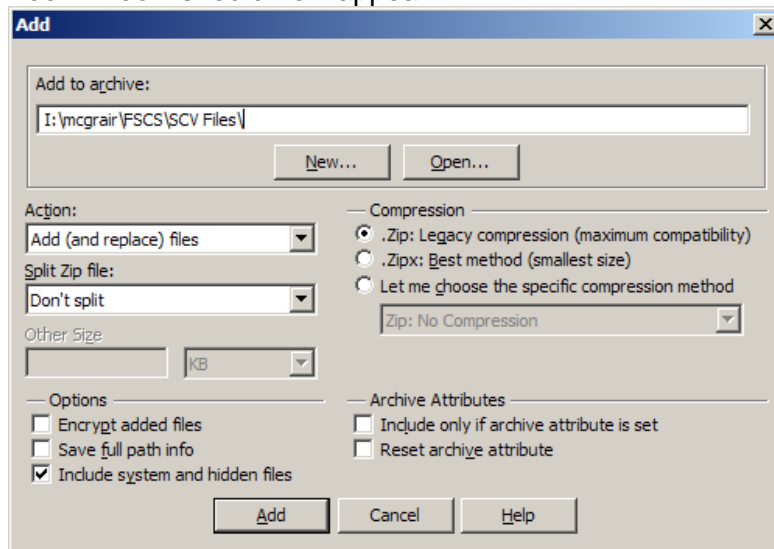 Add
Add to archive:
I:\mcgrair\FSCS\SCV Files\
New... Open...
Action:
Add (and replace) files
Split Zip file:
Don't split
Other Size
KB
Compression
.Zip: Legacy compression (maximum compatibility)
.Zipx: Best method (smallest size)
Let me choose the specific compression method
Zip: No Compression
Options
Encrypt added files
Save full path info
Include system and hidden files
Archive Attributes
Include only if archive attribute is set
Reset archive attribute
Add Cancel Help